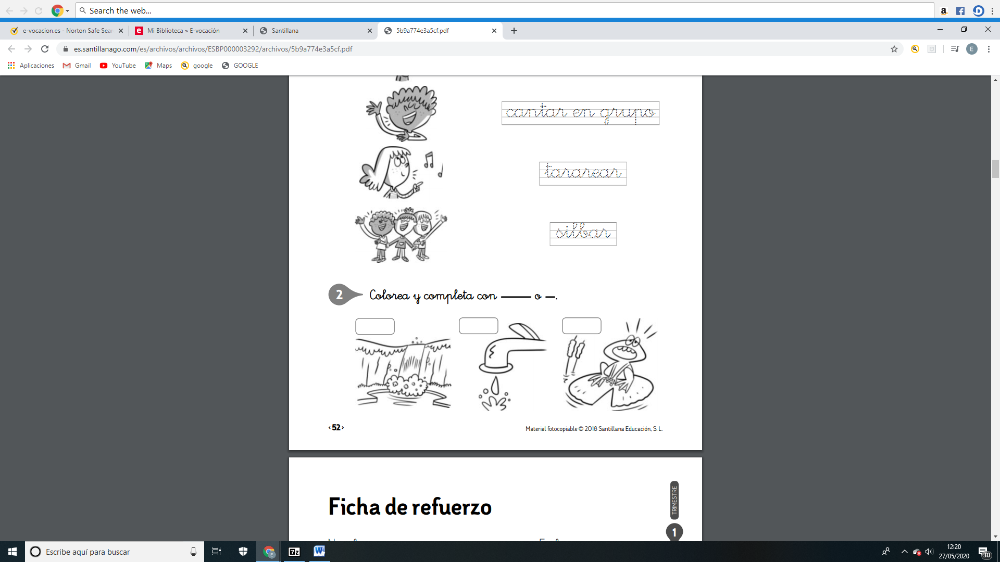 Search the web...
e-vocacion.es - Norton Safe Sear
Mi Biblioteca » E-vocación
Santillana
5b9a774e3a5cf.pdf
es.santillanago.com/es/archivos/archivos/ESBP000003292/archivos/5b9a774e3a5cf.pdf
E
Aplicaciones
Gmail
YouTube
Maps
google
GOOGLE
cantar en grupo
tararear
silbar
2 Colorea y completa con — o —.
‹ 52 ›
Material fotocopiable © 2018 Santillana Educación, S. L.
TRIMESTRE
Ficha de refuerzo
1
Escribe aquí para buscar
12:20
27/05/2020
30